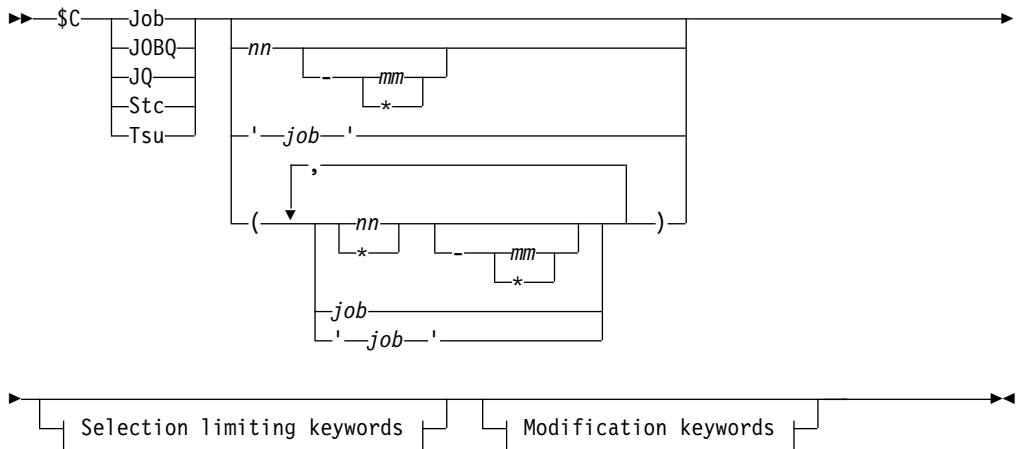 $C Job
JOBQ
JQ
Stc
Tsu
nn
- mm
*
' job '
,
( nn
*
- mm
*
job
' job '
)
Selection limiting keywords Modification keywords